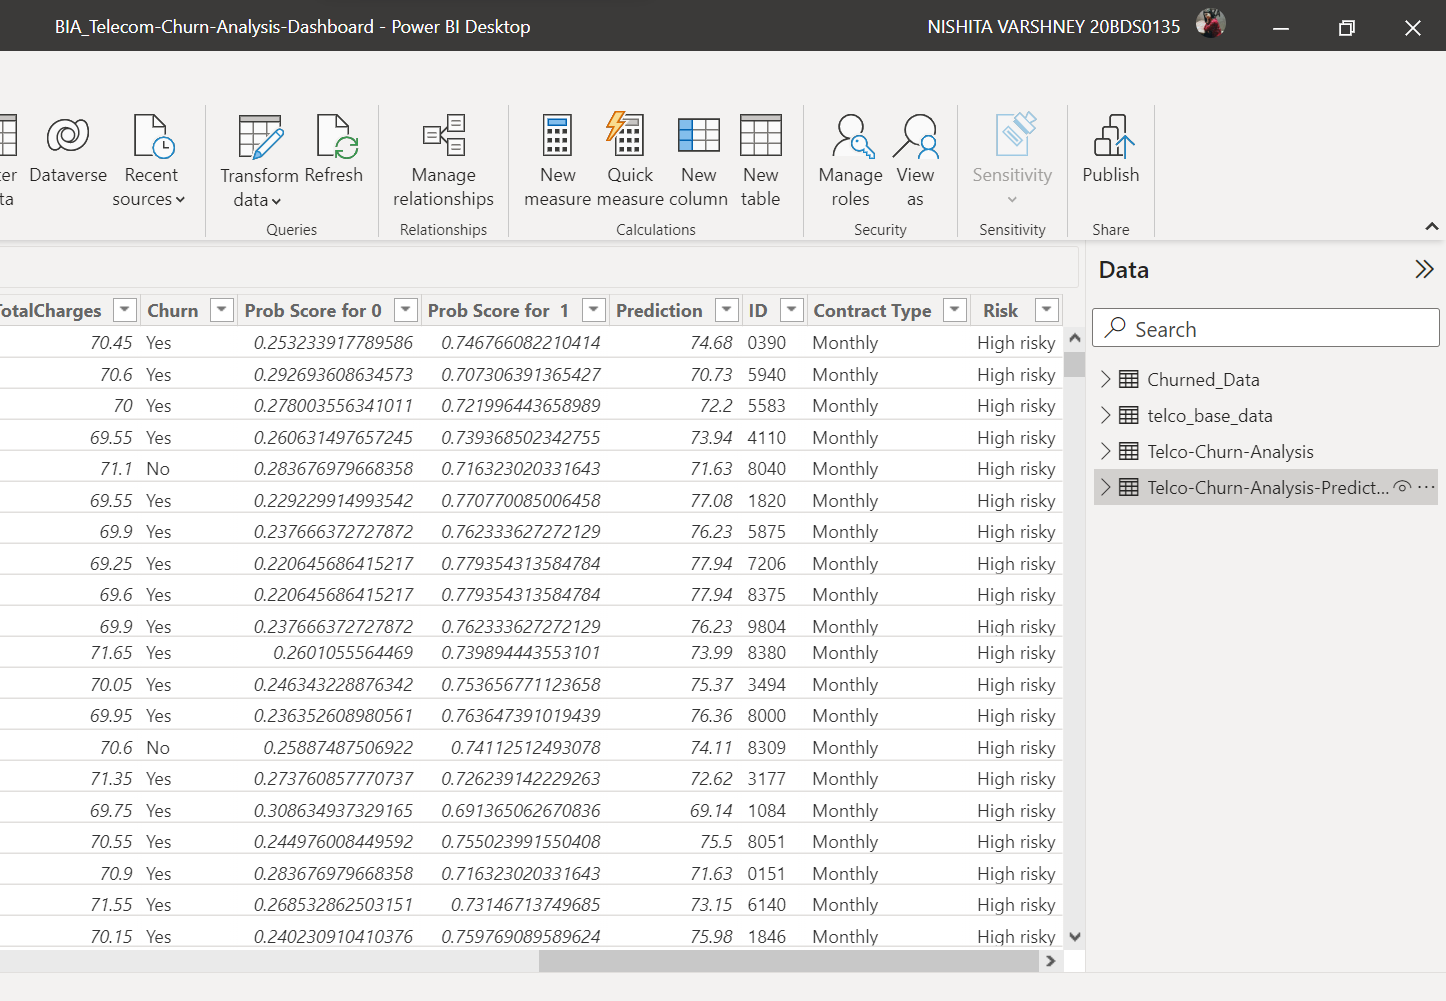 BIA_Telecom-Churn-Analysis-Dashboard - Power BI Desktop NISHITA VARSHNEY 20BDS0135
er Dataverse Recent Transform Refresh Manage New Quick New New Manage View Sensitivity Publish
ta sources data relationships measure measure column table roles as
Queries Relationships Calculations Security Sensitivity Share
Data
TotalCharges Churn Prob Score for 0 Prob Score for 1 Prediction ID Contract Type Risk
Search
70.45 Yes 0.253233917789586 0.746766082210414 74.68 0390 Monthly High risky
70.6 Yes 0.292693608634573 0.707306391365427 70.73 5940 Monthly High risky
70 Yes 0.278003556341011 0.721996443658989 72.2 5583 Monthly High risky
69.55 Yes 0.260631497657245 0.739368502342755 73.94 4110 Monthly High risky
71.1 No 0.283676979668358 0.716323020331643 71.63 8040 Monthly High risky
69.55 Yes 0.229229914993542 0.770770085006458 77.08 1820 Monthly High risky
69.9 Yes 0.237666372727872 0.762333627272129 76.23 5875 Monthly High risky
69.25 Yes 0.220645686415217 0.779354313584784 77.94 7206 Monthly High risky
69.6 Yes 0.220645686415217 0.779354313584784 77.94 8375 Monthly High risky
69.9 Yes 0.237666372727872 0.762333627272129 76.23 9804 Monthly High risky
71.65 Yes 0.2601055564469 0.739894443553101 73.99 8380 Monthly High risky
70.05 Yes 0.246343228876342 0.753656771123658 75.37 3494 Monthly High risky
69.95 Yes 0.236352608980561 0.763647391019439 76.36 8000 Monthly High risky
70.6 No 0.25887487506922 0.74112512493078 74.11 8309 Monthly High risky
71.35 Yes 0.273760857770737 0.726239142229263 72.62 3177 Monthly High risky
69.75 Yes 0.308634937329165 0.691365062670836 69.14 1084 Monthly High risky
70.55 Yes 0.244976008449592 0.755023991550408 75.5 8051 Monthly High risky
70.9 Yes 0.283676979668358 0.716323020331643 71.63 0151 Monthly High risky
71.55 Yes 0.268532862503151 0.73146713749685 73.15 6140 Monthly High risky
70.15 Yes 0.240230910410376 0.759769089589624 75.98 1846 Monthly High risky
Churned_Data
telco_base_data
Telco-Churn-Analysis
Telco-Churn-Analysis-Predict...